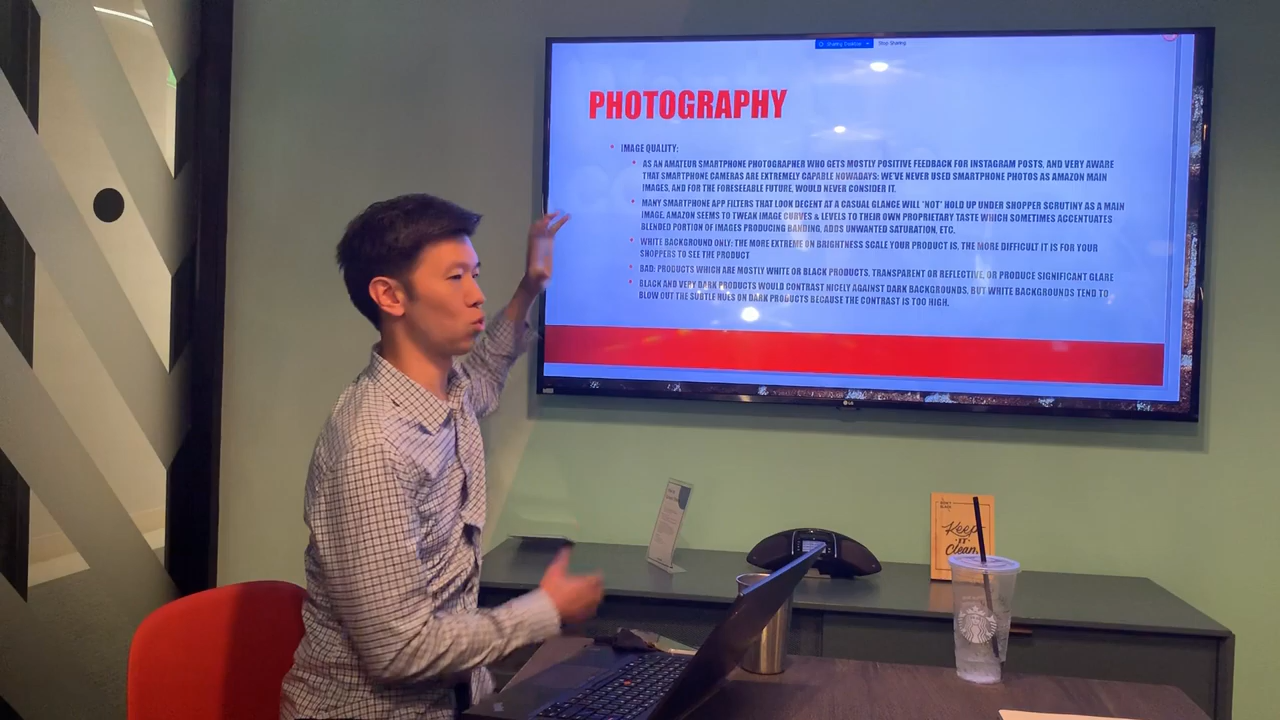 Sharing Desktop Stop Sharing
PHOTOGRAPHY
IMAGE QUALITY:
AS AN AMATEUR SMARTPHONE PHOTOGRAPHER WHO GETS MOSTLY POSITIVE FEEDBACK FOR INSTAGRAM POSTS, AND VERY AWARE
THAT SMARTPHONE CAMERAS ARE EXTREMELY CAPABLE NOWADAYS; WE'VE NEVER USED SMARTPHONE PHOTOS AS AMAZON MAIN
IMAGES, AND FOR THE FORESEEABLE FUTURE, WOULD NEVER CONSIDER IT.
MANY SMARTPHONE APP FILTERS THAT LOOK DECENT AT A CASUAL GLANCE WILL 'NOT' HOLD UP UNDER SHOPPER SCRUTINY AS A MAIN
IMAGE, AMAZON SEEMS TO TWEAK IMAGE CURVES & LEVELS TO THEIR OWN PROPRIETARY TASTE WHICH SOMETIMES ACCENTUATES
BLENDED PORTION OF IMAGES PRODUCING BANDING, ADDS UNWANTED SATURATION, ETC.
WHITE BACKGROUND ONLY: THE MORE EXTREME ON BRIGHTNESS SCALE YOUR PRODUCT IS, THE MORE DIFFICULT IT IS FOR YOUR
SHOPPERS TO SEE THE PRODUCT
BAD: PRODUCTS WHICH ARE MOSTLY WHITE OR BLACK PRODUCTS, TRANSPARENT OR REFLECTIVE, OR PRODUCE SIGNIFICANT GLARE
BLACK AND VERY DARK PRODUCTS WOULD CONTRAST NICELY AGAINST DARK BACKGROUNDS, BUT WHITE BACKGROUNDS TEND TO
BLOW OUT THE SUBTLE HUES ON DARK PRODUCTS BECAUSE THE CONTRAST IS TOO HIGH.
LG
Keep
IT
Clean